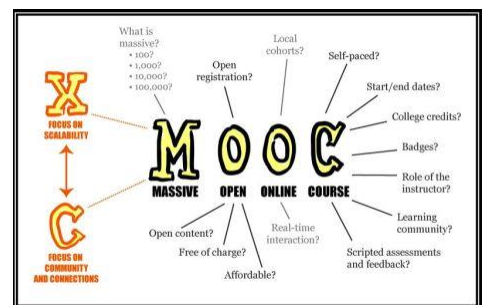 What is
massive?
• 100?
• 1,000?
• 10,000?
• 100,000?
Open
registration?
Local
cohorts?
Self-paced?
Start/end dates?
College credits?
Badges?
Role of the
instructor?
Learning
community?
Scripted assessments
and feedback?
X
FOCUS ON
SCALABILITY
C
FOCUS ON
COMMUNITY
AND CONNECTIONS
MOOC
MASSIVE OPEN ONLINE COURSE
Open content?
Free of charge?
Affordable?
Real-time
interaction?